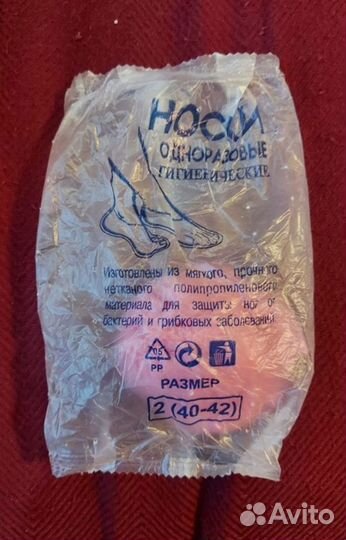 НОСКИ
ОДНОРАЗОВЫЕ
ГИГИЕНИЧЕСКИЕ
Изготовлены из мягкого, прочного
нетканого полипропиленового
материала для защиты ног от
бактерий и грибковых заболеваний.
05
PP
РАЗМЕР
2 (40-42)
Avito